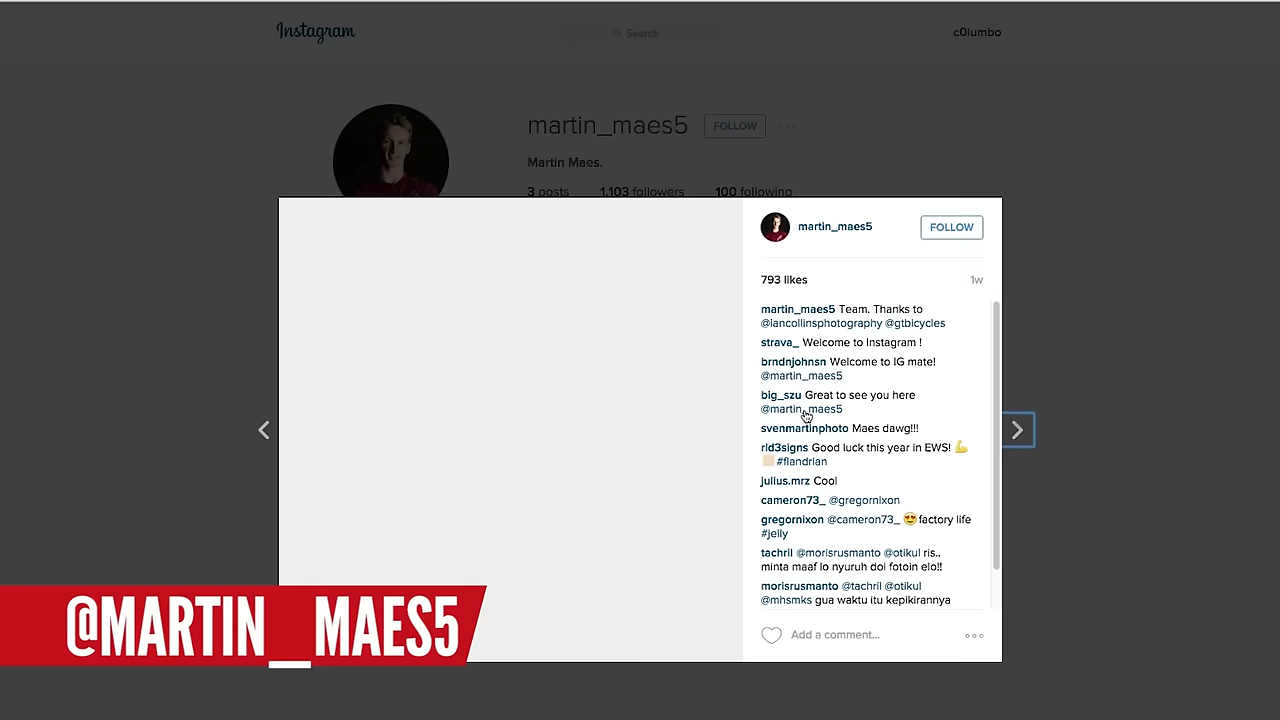 Instagram
Search
c0lumbo
martin_maes5 FOLLOW
Martin Maes.
3 posts 1,103 followers 100 following
martin_maes5 FOLLOW
793 likes 1w
martin_maes5 Team. Thanks to
@iancollinsphotography @gtbicycles
strava_ Welcome to Instagram !
brndnjohnsn Welcome to IG mate!
@martin_maes5
big_szu Great to see you here
@martin_maes5
svenmartinphoto Maes dawg!!!
rld3signs Good luck this year in EWS! 💪
🏻 #flandrian
julius.mrz Cool
cameron73_ @gregornixon
gregornixon @cameron73_ 😍 factory life
#jelly
tachril @morisrusmanto @otikul ris..
minta maaf lo nyuruh doi fotoin elo!!
morisrusmanto @tachril @otikul
@mhsmks gua waktu itu kepikirannya
Add a comment...
@MARTIN_MAES5